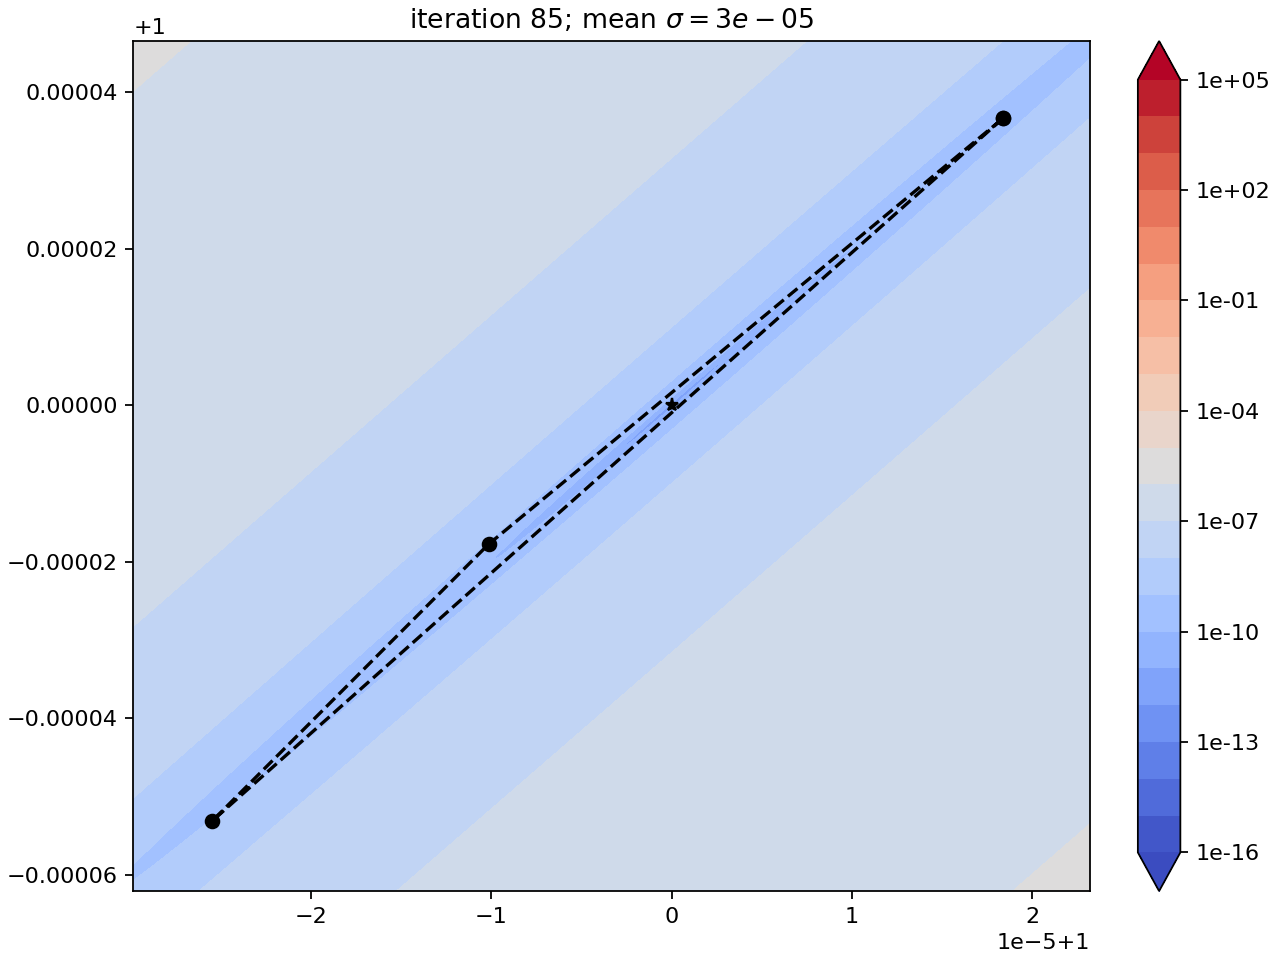 iteration 85; mean σ = 3e − 05
+1
0.00004
0.00002
0.00000
−0.00002
−0.00004
−0.00006
−2
−1
0
1
2
1e−5+1
1e+05
1e+02
1e-01
1e-04
1e-07
1e-10
1e-13
1e-16